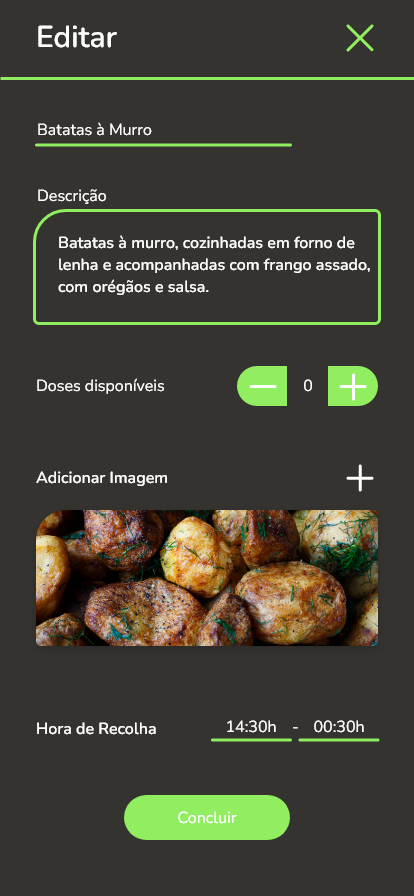 Editar
Batatas à Murro
Descrição
Batatas à murro, cozinhadas em forno de
lenha e acompanhadas com frango assado,
com orégãos e salsa.
Doses disponíveis
0
Adicionar Imagem
Hora de Recolha 14:30h - 00:30h
Concluir